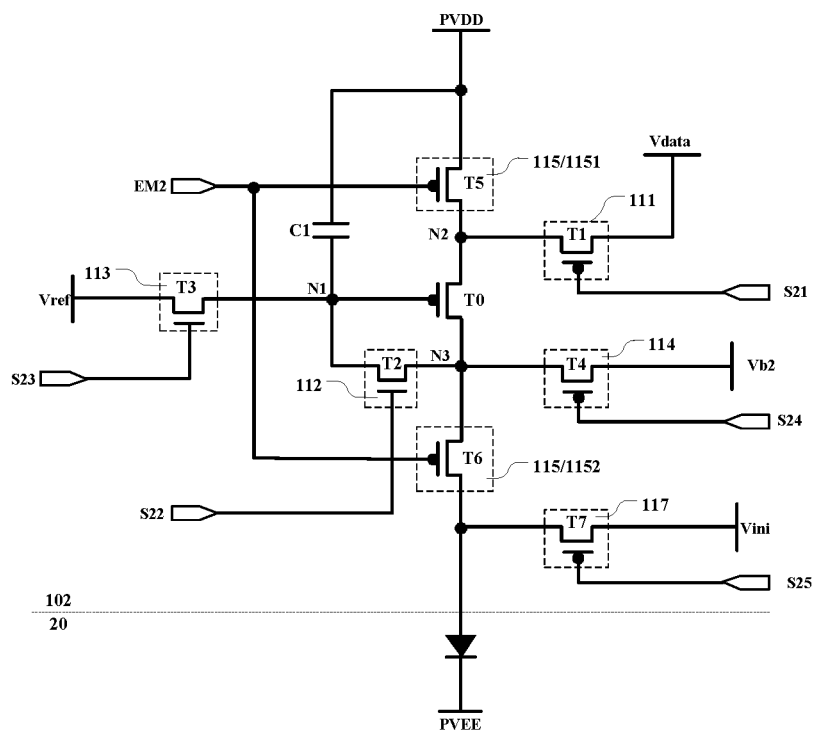 PVDD
Vdata
115/1151
EM2
T5
111
C1
N2
T1
113
T3
N1
Vref
T0
S21
T2
N3
T4
114
S23
112
Vb2
S24
T6
115/1152
117
S22
T7
Vini
S25
102
20
PVEE